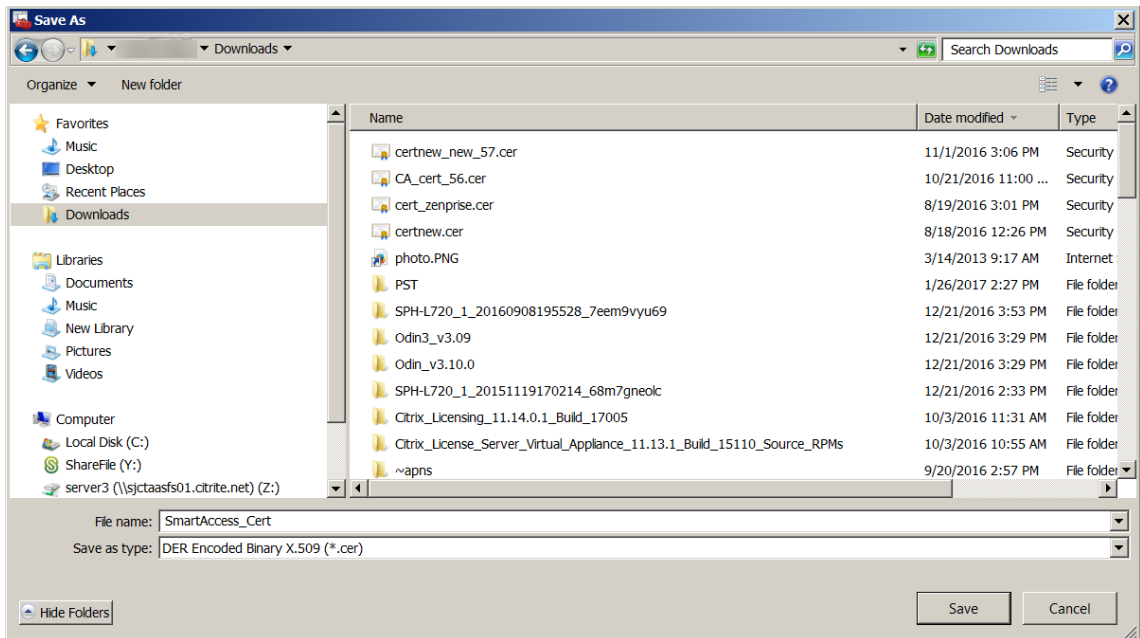 Save As
Downloads
Search Downloads
Organize New folder
Favorites
Music
Desktop
Recent Places
Downloads
Libraries
Documents
Music
New Library
Pictures
Videos
Computer
Local Disk (C:)
ShareFile (Y:)
server3 (\\sjctaasfs01.citrite.net) (Z:)
Name Date modified Type
certnew_new_57.cer 11/1/2016 3:06 PM Security
CA_cert_56.cer 10/21/2016 11:00 ... Security
cert_zenprise.cer 8/19/2016 3:01 PM Security
certnew.cer 8/18/2016 12:26 PM Security
photo.PNG 3/14/2013 9:17 AM Internet
PST 1/26/2017 2:27 PM File folder
SPH-L720_1_20160908195528_7eem9vyu69 12/21/2016 3:53 PM File folder
Odin3_v3.09 12/21/2016 3:29 PM File folder
Odin_v3.10.0 12/21/2016 3:29 PM File folder
SPH-L720_1_20151119170214_68m7gneolc 12/21/2016 2:33 PM File folder
Citrix_Licensing_11.14.0.1_Build_17005 10/3/2016 11:31 AM File folder
Citrix_License_Server_Virtual_Appliance_11.13.1_Build_15110_Source_RPMs 10/3/2016 10:55 AM File folder
~apns 9/20/2016 2:57 PM File folder
File name: SmartAccess_Cert
Save as type: DER Encoded Binary X.509 (*.cer)
Hide Folders Save Cancel